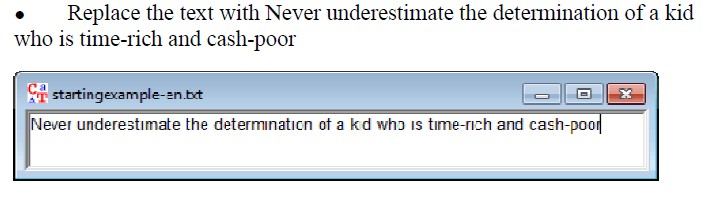 • Replace the text with Never underestimate the determination of a kid
who is time-rich and cash-poor
startingexample-en.txt
Never underestimate the determination of a kid who is time-rich and cash-poor